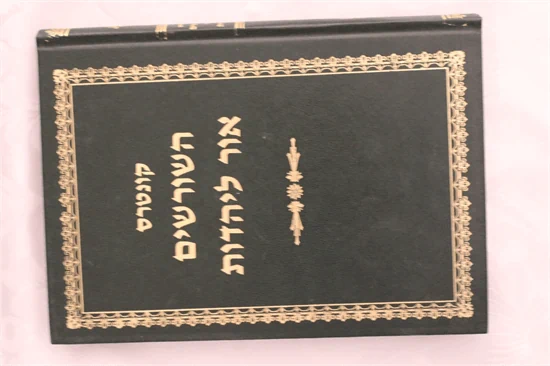 קונטרס
השורשים
אור ליהדות